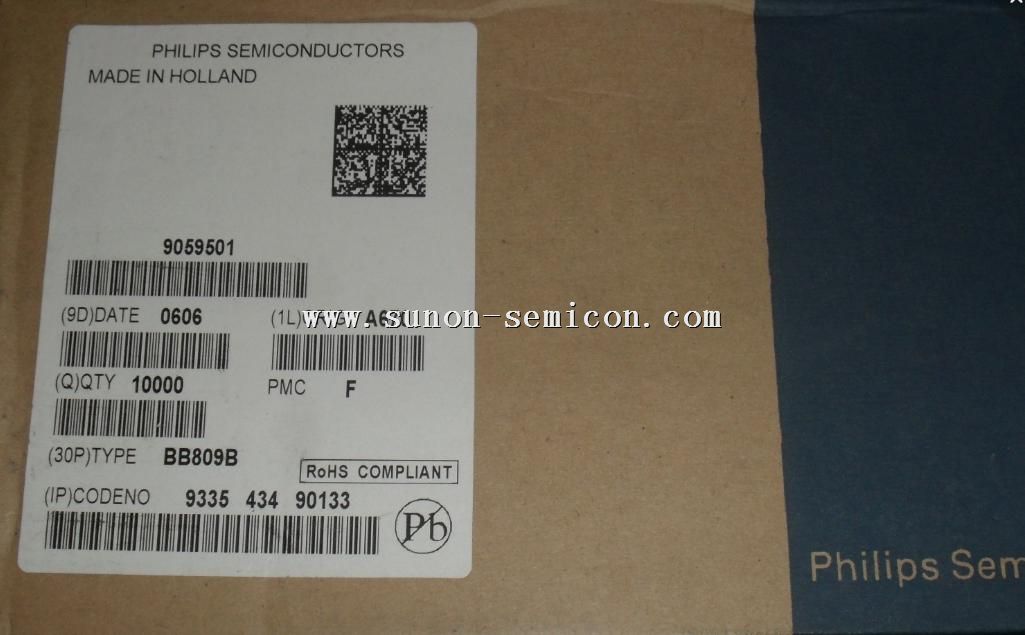 PHILIPS SEMICONDUCTORS
MADE IN HOLLAND
9059501
(9D)DATE 0606
(1L)
www.sunon-semicon.com
(Q)QTY 10000
PMC F
(30P)TYPE BB809B
RoHS COMPLIANT
(IP)CODENO 9335 434 90133
Pb
Philips Sem